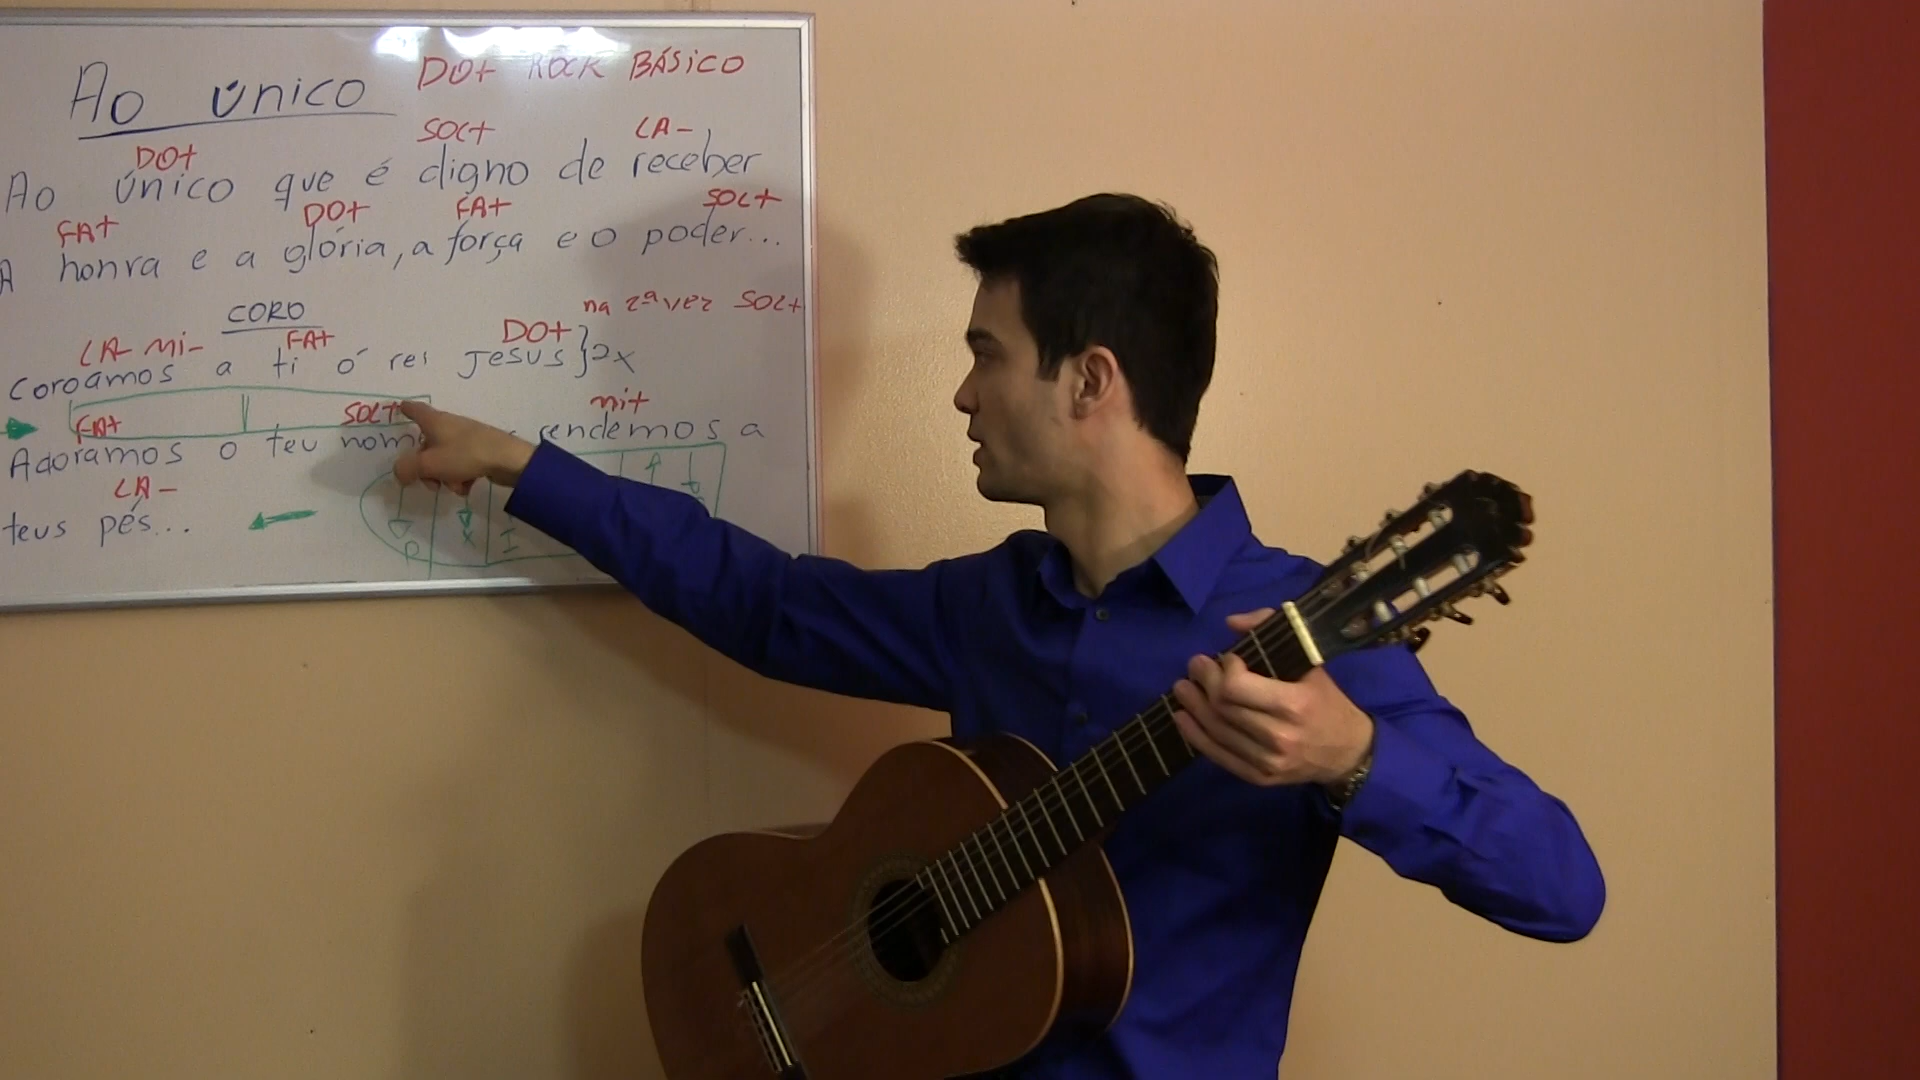 Ao único DO+ ROCK BÁSICO
DO+ SOL+ LA-
Ao único que é digno de receber
FA+ DO+ FA+ SOL+
A honra e a glória, a força e o poder...
CORO na 2ª vez SOL+
LA- mi- FA+ DO+
coroamos a ti ó rei Jesus } 2x
FA+ SOL+ mi+
Adoramos o teu nome rendemos a
LA-
teus pés...
P I